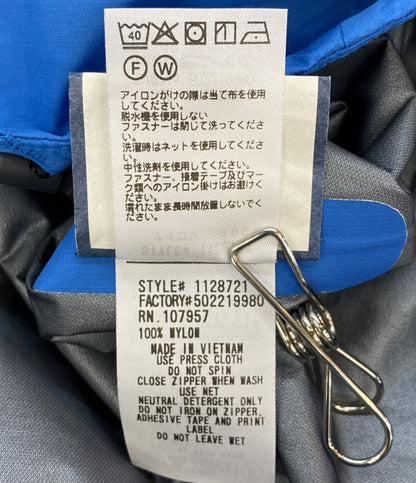 40
F W
アイロンがけの際は当て布を使用
してください。
脱水機を使用しない
ファスナーは閉じて洗ってくださ
い。
洗濯時はネットを使用してくださ
い。
中性洗剤を使用してください。
ファスナー、接着テープ及びマー
ク類へのアイロン掛けはお避けく
ださい。
濡れたまま長時間放置しないでく
ださい。
STYLE# 1128721
FACTORY#502219980
RN.107957
100% NYLON
MADE IN VIETNAM
USE PRESS CLOTH
DO NOT SPIN
CLOSE ZIPPER WHEN WASH
USE NET
NEUTRAL DETERGENT ONLY
DO NOT IRON ON ZIPPER,
ADHESIVE TAPE AND PRINT
LABEL
DO NOT LEAVE WET